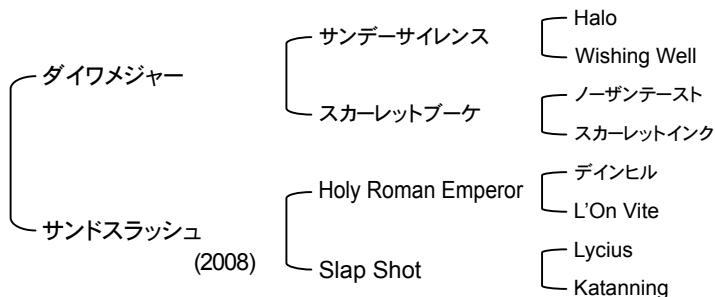 ダイワメジャー
サンドスラッシュ
(2008)
サンデーサイレンス
スカーレットブーケ
Holy Roman Emperor
Slap Shot
Halo
Wishing Well
ノーザンテースト
スカーレットインク
デインヒル
L'On Vite
Lycius
Katanning